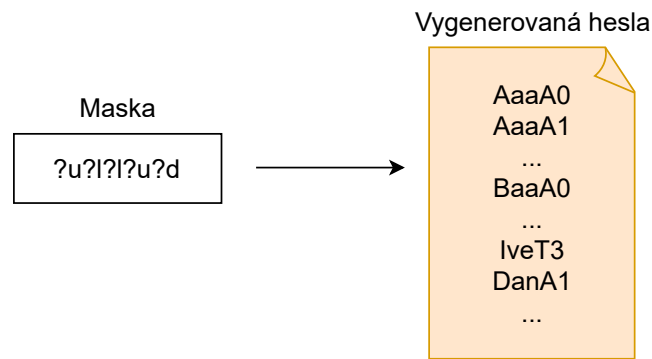 Vygenerovaná hesla
Maska
?u?l?l?u?d
AaaA0
AaaA1
...
BaaA0
...
IveT3
DanA1
...